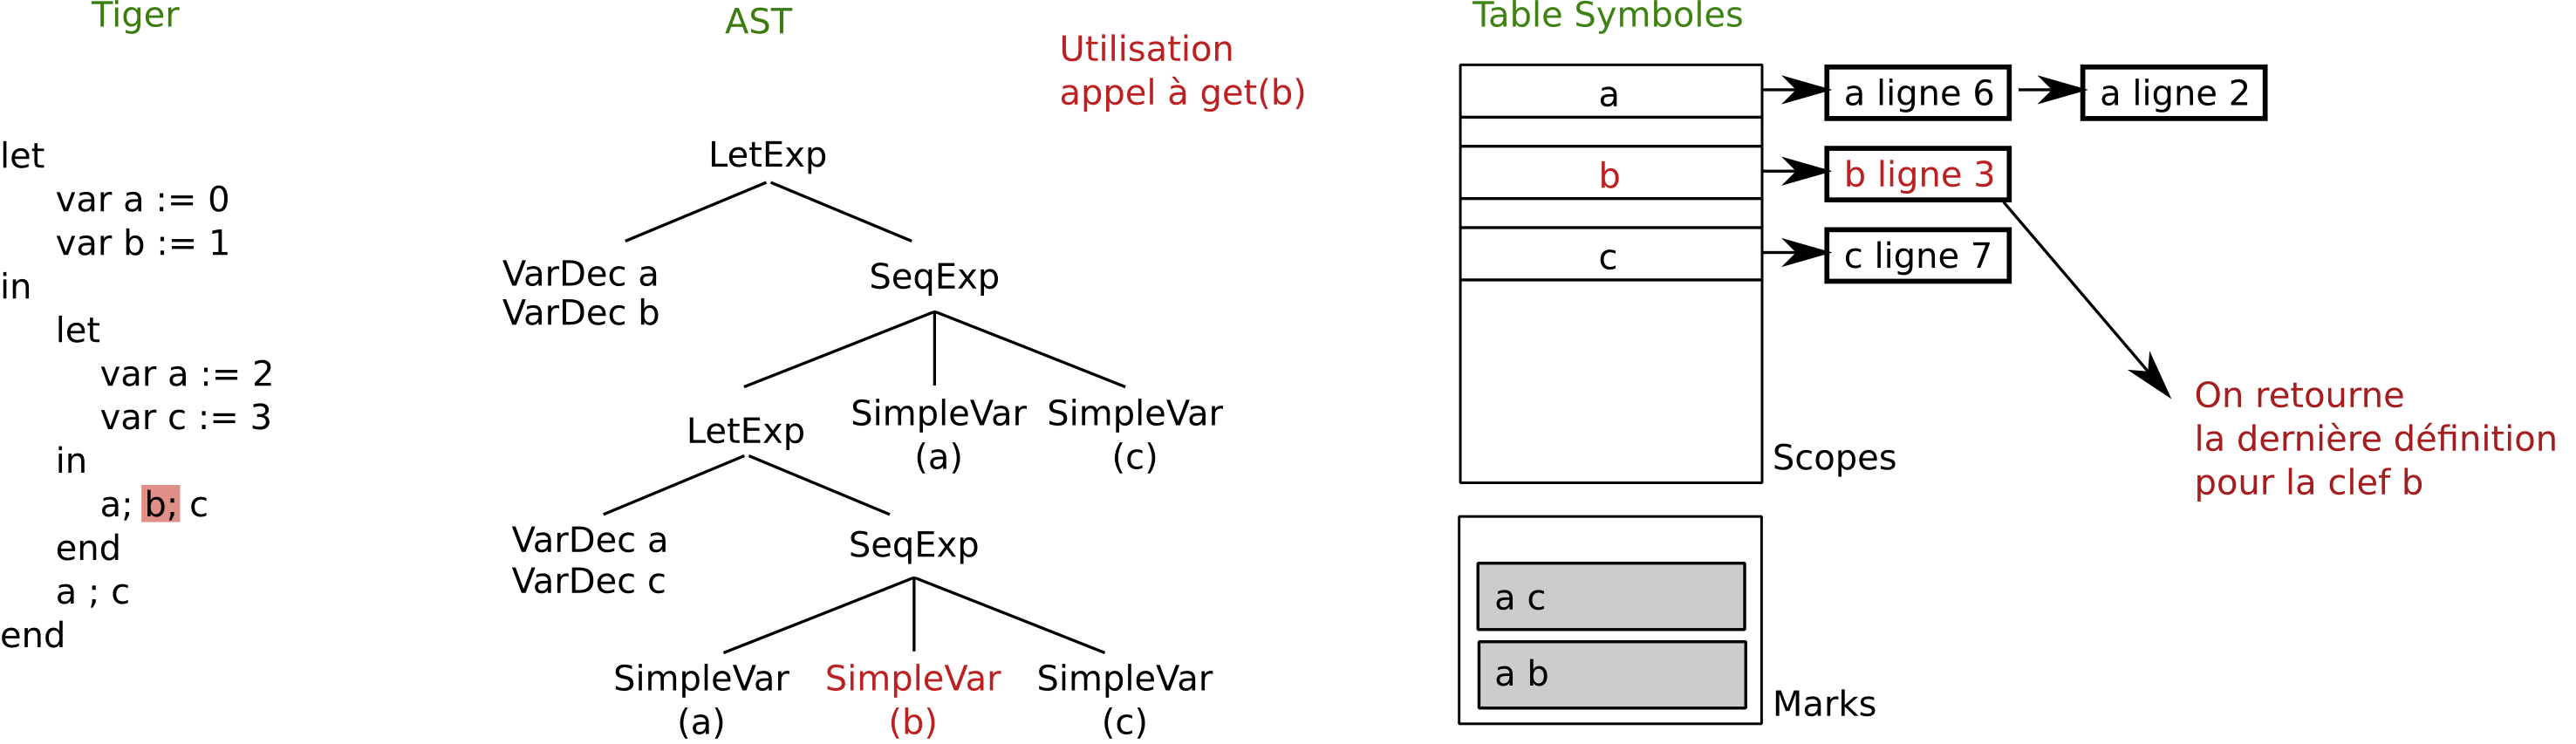 Tiger
let
var a := 0
var b := 1
in
let
var a := 2
var c := 3
in
a; b; c
end
a ; c
end
AST
Utilisation
appel à get(b)
LetExp
VarDec a
VarDec b
SeqExp
LetExp
SimpleVar
(a)
SimpleVar
(c)
VarDec a
VarDec c
SeqExp
SimpleVar
(a)
SimpleVar
(b)
SimpleVar
(c)
Table Symboles
a
a ligne 6
a ligne 2
b
b ligne 3
c
c ligne 7
Scopes
On retourne
la dernière définition
pour la clef b
a c
a b
Marks